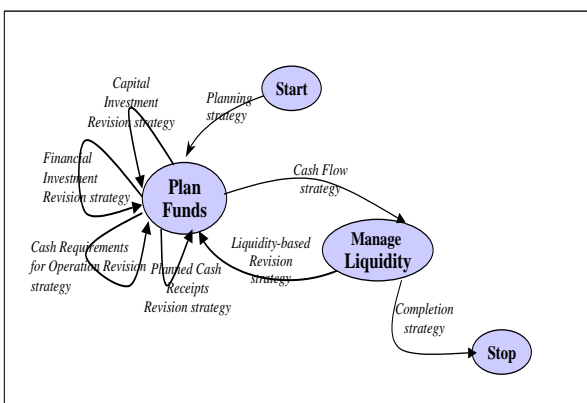 Capital
Investment
Revision strategy
Planning
strategy
Start
Financial
Investment
Revision strategy
Plan
Funds
Cash Flow
strategy
Cash Requirements
for Operation Revision
strategy
Planned Cash
Receipts
Revision strategy
Liquidity-based
Revision
strategy
Manage
Liquidity
Completion
strategy
Stop